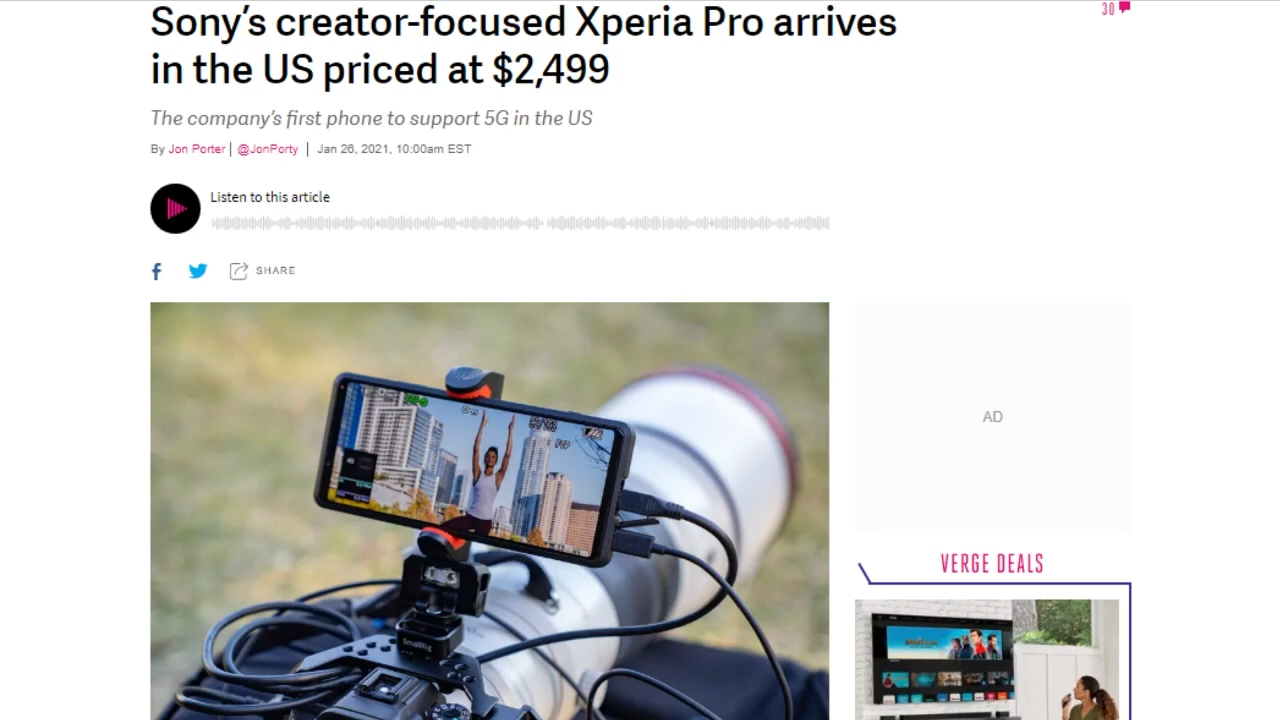 Sony's creator-focused Xperia Pro arrives
in the US priced at $2,499
30
The company's first phone to support 5G in the US
By Jon Porter | @JonPorty | Jan 26, 2021, 10:00am EST
Listen to this article
SHARE
AD
VERGE DEALS
SmallRig